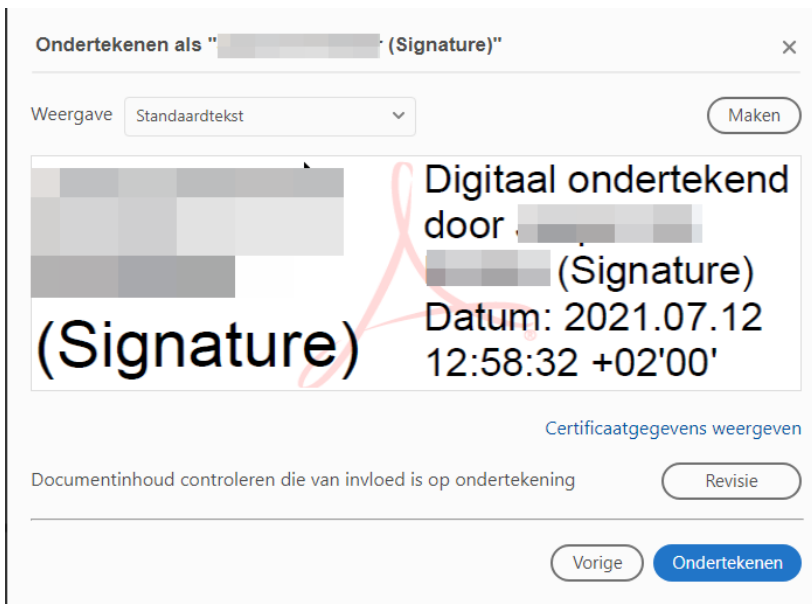 Ondertekenen als " (Signature)"
Weergave Standaardtekst Maken
(Signature)
Digitaal ondertekend
door
(Signature)
Datum: 2021.07.12
12:58:32 +02'00'
Certificaatgegevens weergeven
Documentinhoud controleren die van invloed is op ondertekening Revisie
Vorige Ondertekenen